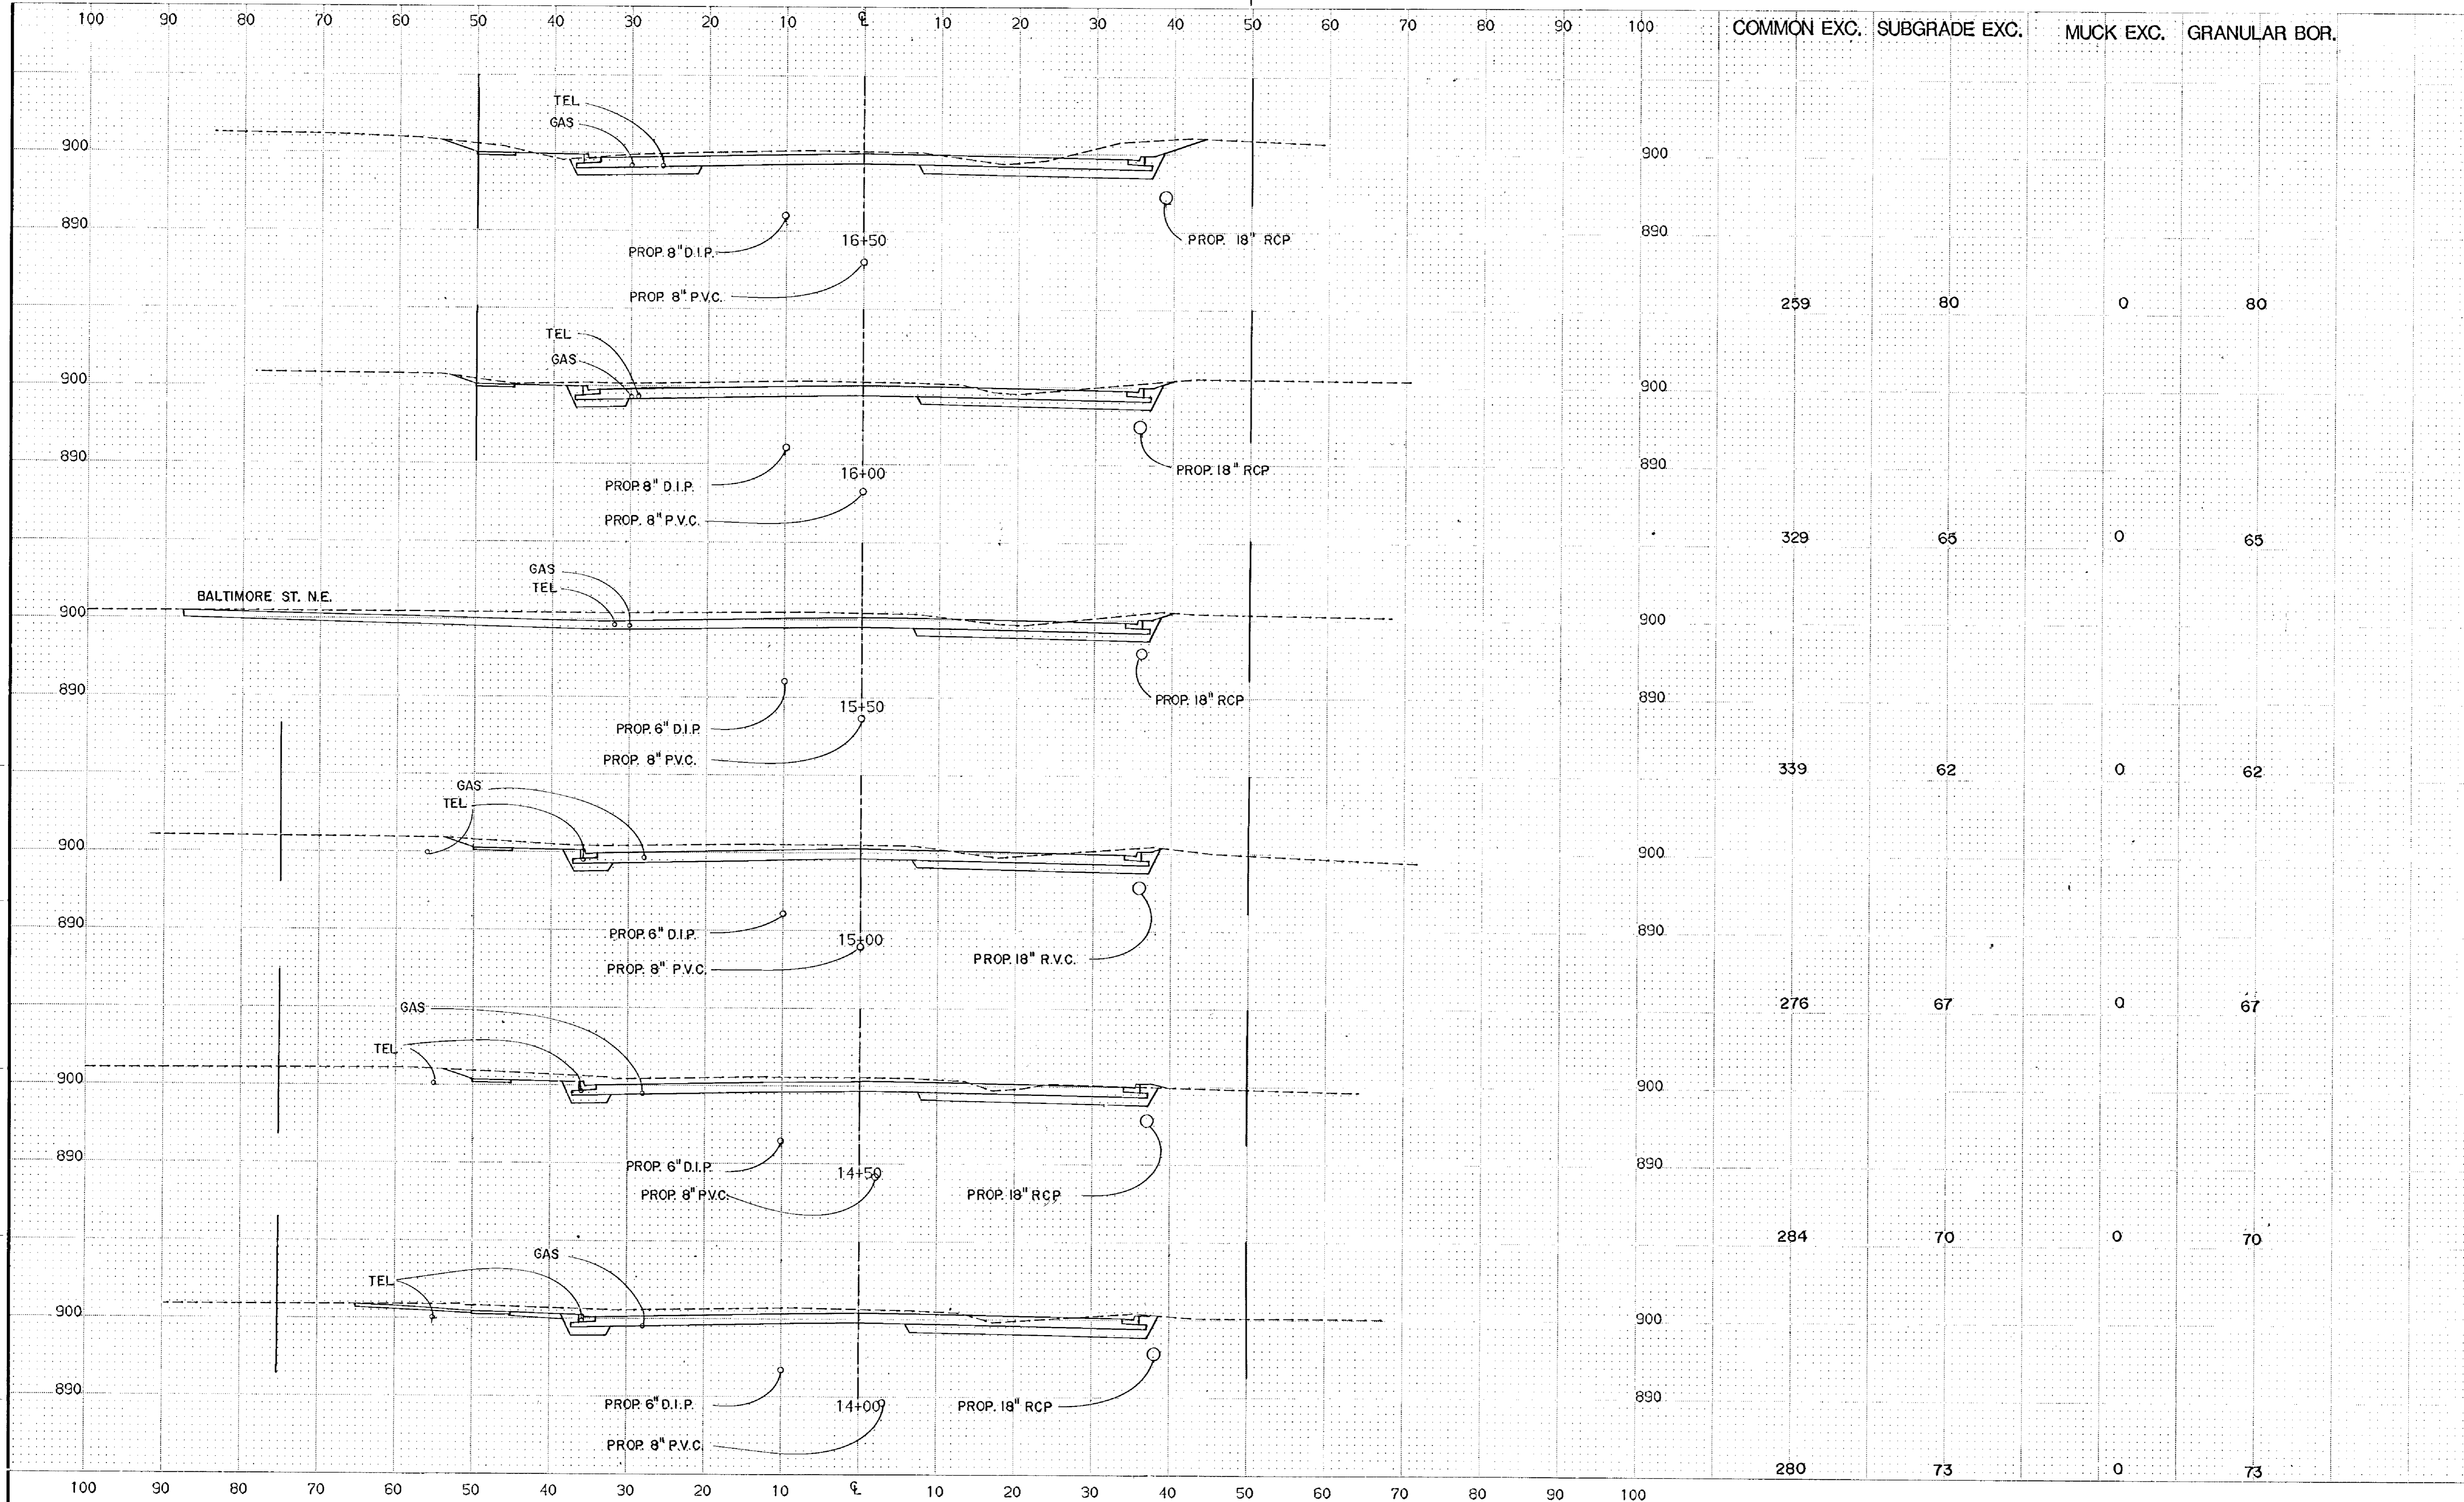 100 90 80 70 60 50 40 30 20 10 ℄ 10 20 30 40 50 60 70 80 90 100 COMMON EXC. SUBGRADE EXC. MUCK EXC. GRANULAR BOR.
TEL
GAS
900 900
890 890
16+50
PROP. 8" D.I.P. PROP. 18" RCP
PROP. 8" P.V.C.
259 80 0 80
TEL
GAS
900 900
890 890
16+00
PROP. 18" RCP
PROP. 8" D.I.P.
PROP. 8" P.V.C.
329 65 0 65
GAS
TEL
BALTIMORE ST. N.E.
900 900
890 890
PROP. 18" RCP
15+50
PROP. 6" D.I.P.
PROP. 8" P.V.C.
339 62 0 62
GAS
TEL
900 900
890 890
PROP. 6" D.I.P.
15+00
PROP. 18" R.V.C.
PROP. 8" P.V.C.
276 67 0 67
GAS
TEL
900 900
890 890
PROP. 6" D.I.P.
14+50
PROP. 8" P.V.C. PROP. 18" RCP
284 70 0 70
GAS
TEL
900 900
890 890
PROP. 6" D.I.P. 14+00 PROP. 18" RCP
PROP. 8" P.V.C.
280 73 0 73
100 90 80 70 60 50 40 30 20 10 ℄ 10 20 30 40 50 60 70 80 90 100